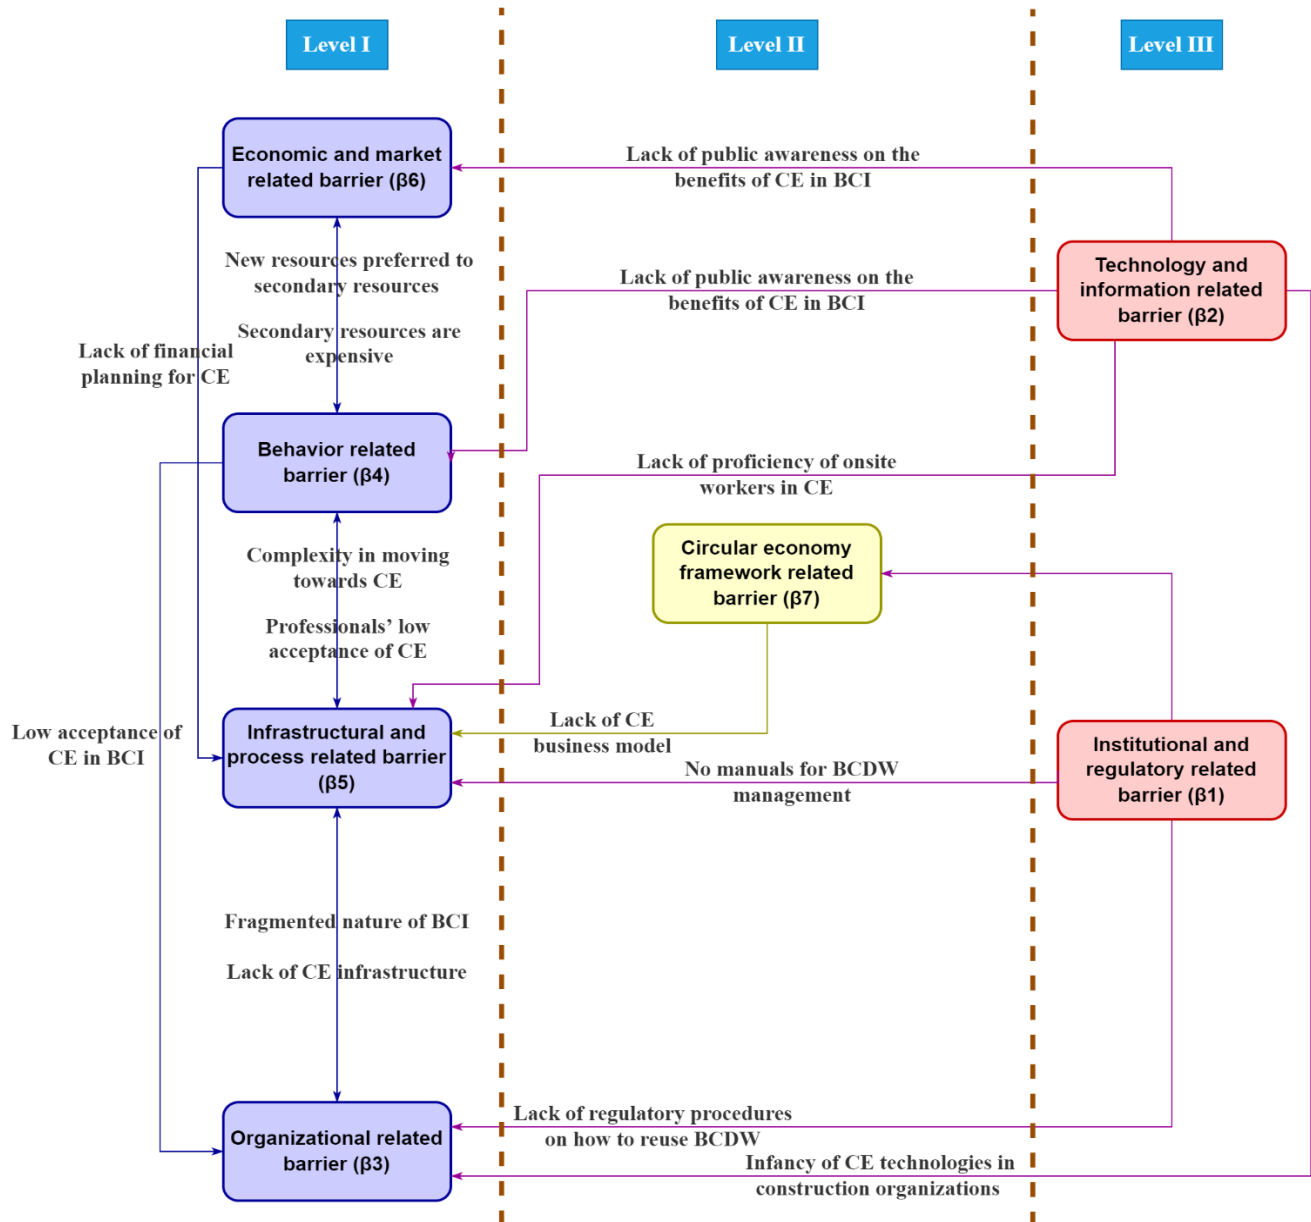 Level I
Level II
Level III
Economic and market
related barrier (β6)
Lack of public awareness on the
benefits of CE in BCI
Technology and
information related
barrier (β2)
New resources preferred to
secondary resources
Lack of public awareness on the
benefits of CE in BCI
Secondary resources are
expensive
Lack of financial
planning for CE
Behavior related
barrier (β4)
Lack of proficiency of onsite
workers in CE
Complexity in moving
towards CE
Circular economy
framework related
barrier (β7)
Professionals’ low
acceptance of CE
Low acceptance of
CE in BCI
Infrastructural and
process related barrier
(β5)
Lack of CE
business model
No manuals for BCDW
management
Institutional and
regulatory related
barrier (β1)
Fragmented nature of BCI
Lack of CE infrastructure
Organizational related
barrier (β3)
Lack of regulatory procedures
on how to reuse BCDW
Infancy of CE technologies in
construction organizations